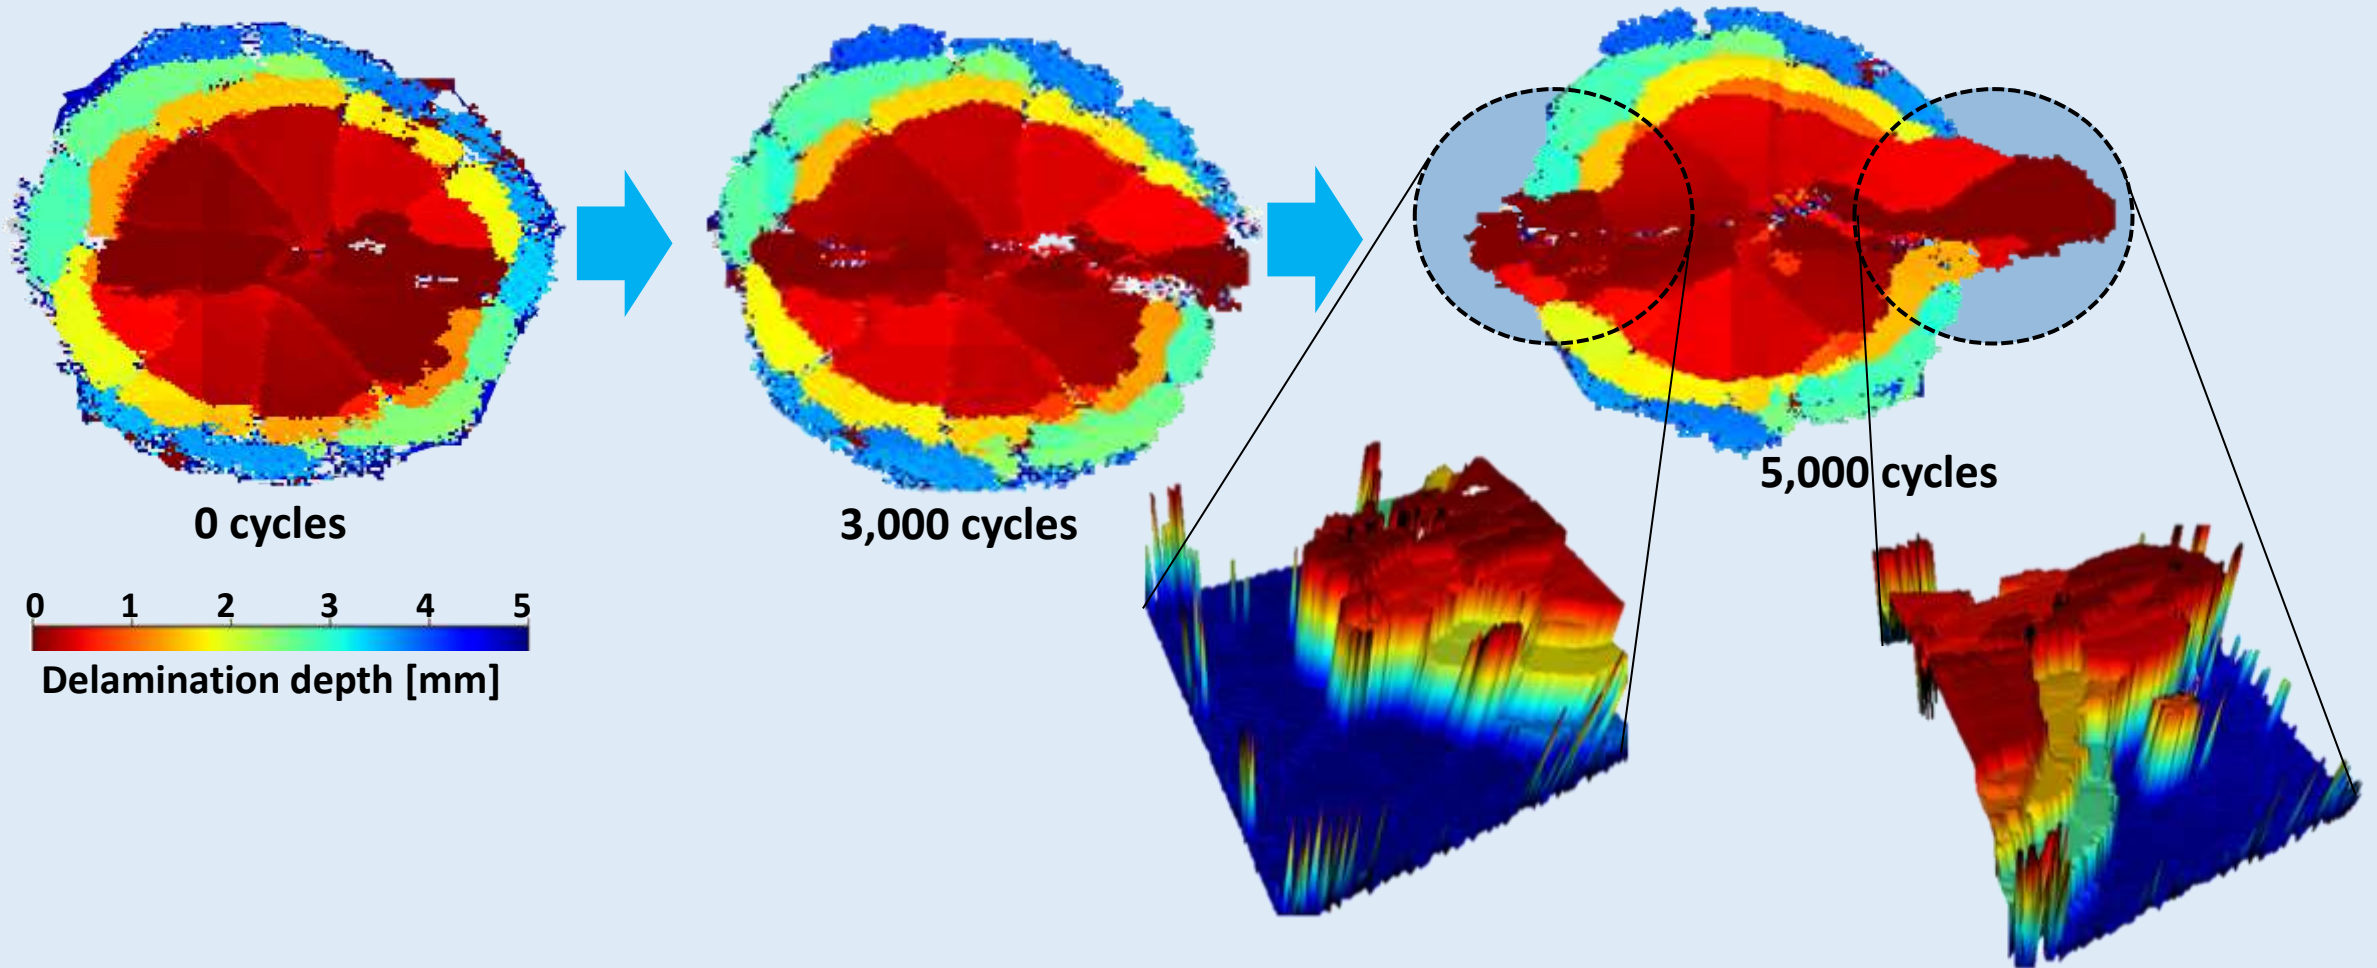 5,000 cycles
0 cycles
3,000 cycles
0 1 2 3 4 5
Delamination depth [mm]